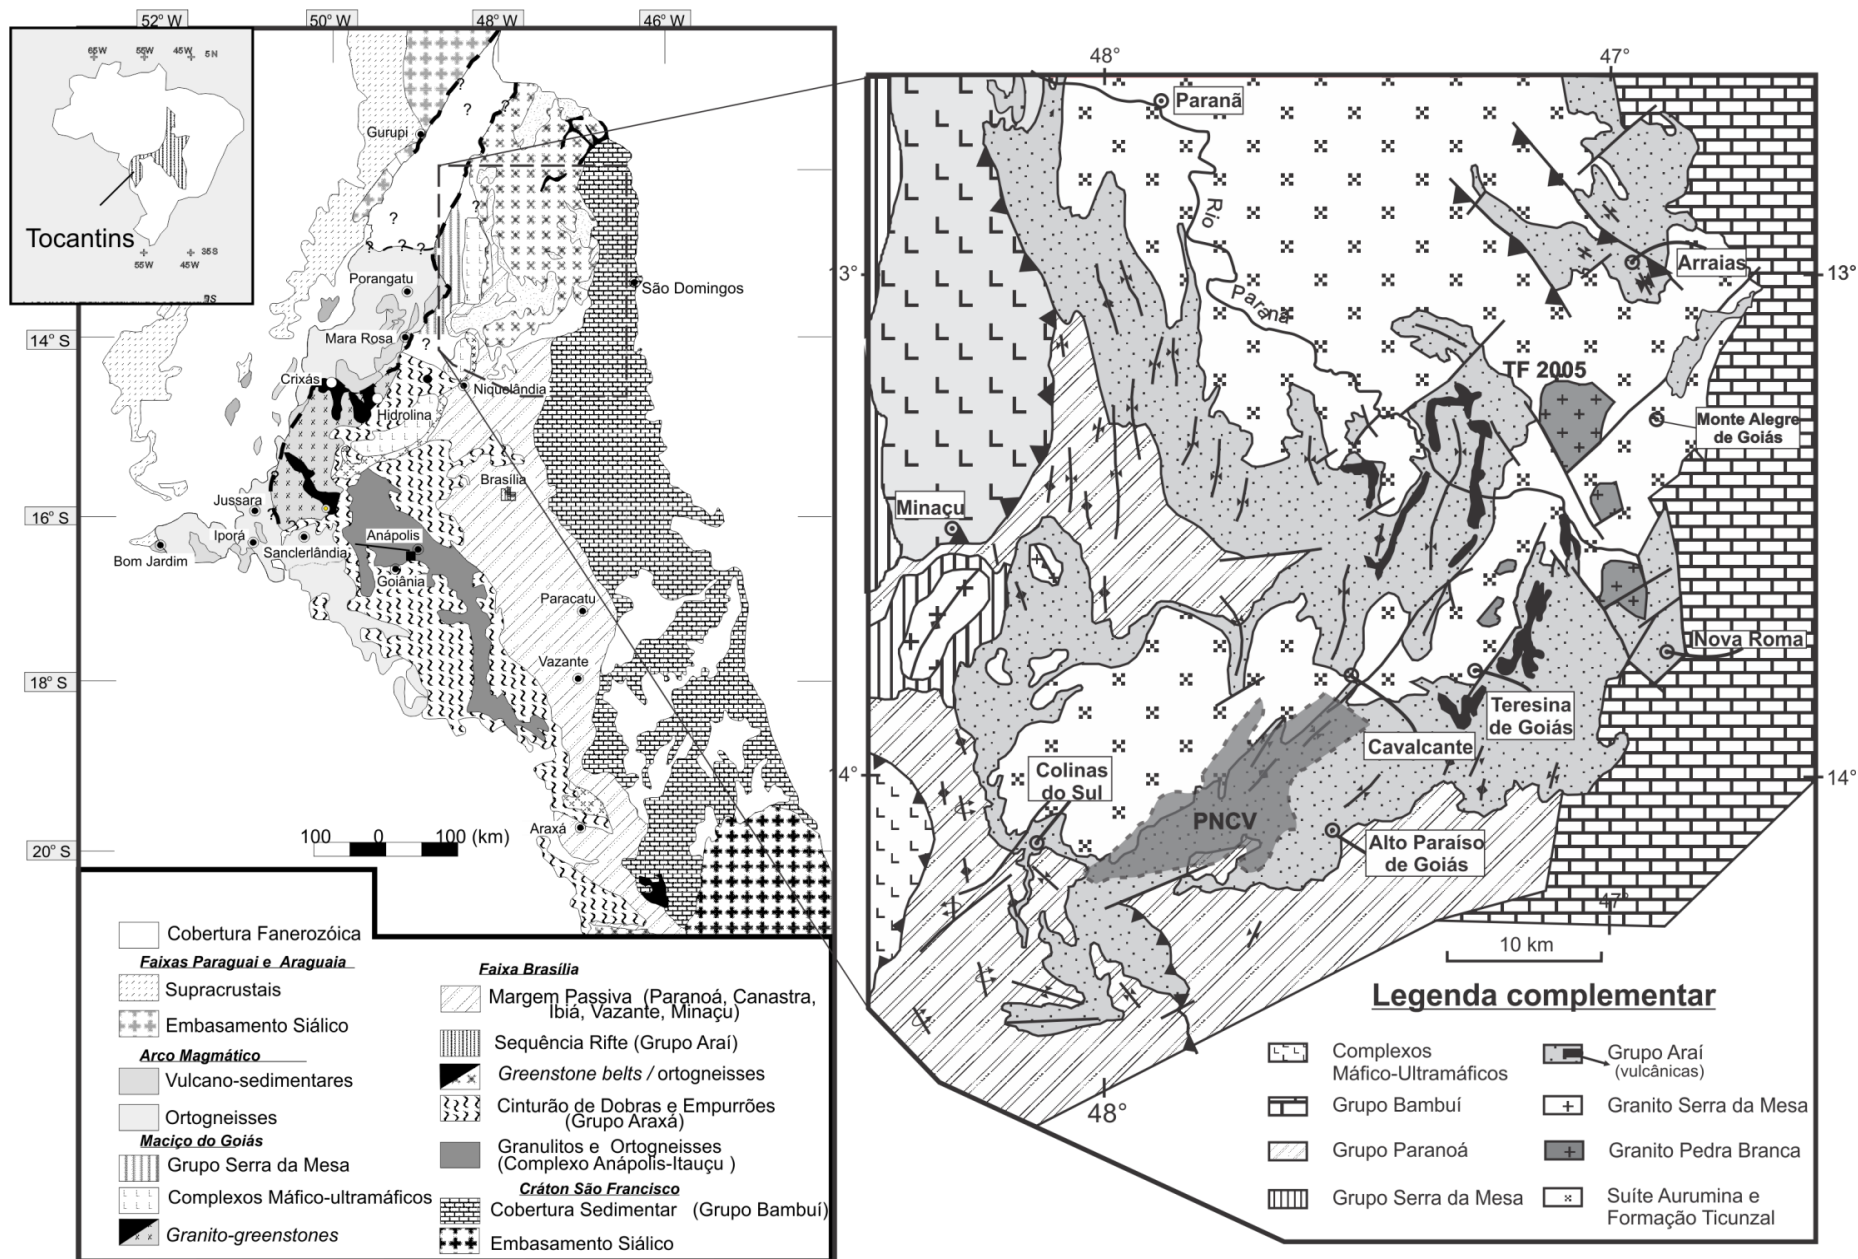 52° W
50° W
48° W
46° W
65W
55W
45W
5 N
Tocantins
55W
45W
35S
14° S
16° S
18° S
20° S
?
?
?
Gurupi
?
?
?
?
?
Porangatu
São Domingos
Mara Rosa
?
Crixás
Niquelândia
Hidrolina
Brasília
Jussara
?
?
Iporá
Anápolis
Sanclerlândia
Bom Jardim
Goiânia
Paracatu
Vazante
Araxá
100
0
100 (km)
Cobertura Fanerozóica
Faixas Paraguai e Araguaia
Supracrustais
Embasamento Siálico
Arco Magmático
Vulcano-sedimentares
Ortogneisses
Maciço do Goiás
Grupo Serra da Mesa
Complexos Máfico-ultramáficos
Granito-greenstones
Faixa Brasília
Margem Passiva (Paranoá, Canastra,
Ibiá, Vazante, Minaçu)
Sequência Rifte (Grupo Araí)
Greenstone belts / ortogneisses
Cinturão de Dobras e Empurrões
(Grupo Araxá)
Granulitos e Ortogneisses
(Complexo Anápolis-Itauçu )
Cráton São Francisco
Cobertura Sedimentar (Grupo Bambuí)
Embasamento Siálico
48°
47°
Paranã
Rio
Paranã
Arraias
13°
13°
TF 2005
Monte Alegre
de Goiás
Minaçu
Nova Roma
Teresina
de Goiás
Cavalcante
Colinas
do Sul
14°
14°
PNCV
Alto Paraíso
de Goiás
47°
10 km
48°
Legenda complementar
Complexos
Máfico-Ultramáficos
Grupo Bambuí
Grupo Paranoá
Grupo Serra da Mesa
Grupo Araí
(vulcânicas)
Granito Serra da Mesa
Granito Pedra Branca
Suíte Aurumina e
Formação Ticunzal